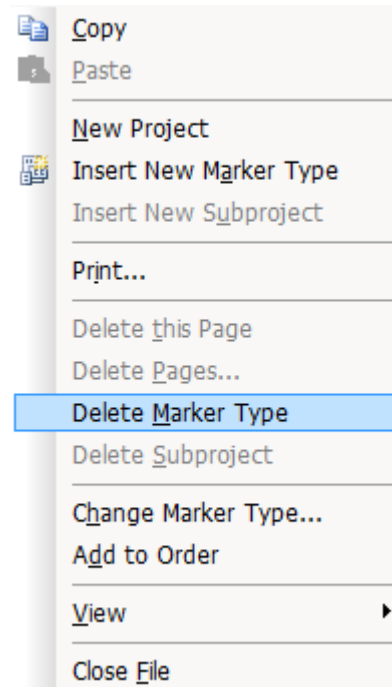 Copy
Paste
New Project
Insert New Marker Type
Insert New Subproject
Print...
Delete this Page
Delete Pages...
Delete Marker Type
Delete Subproject
Change Marker Type...
Add to Order
View
Close File